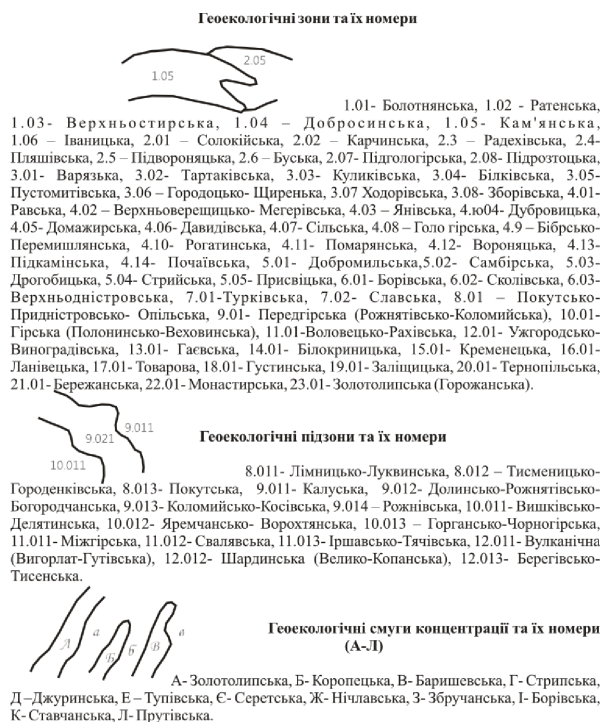 Геоекологічні зони та їх номери
2.05
1.05
1.01- Болотнянська, 1.02 - Ратенська,
1.03- Верхньостирська, 1.04 – Добросинська, 1.05- Кам'янська,
1.06 – Іваницька, 2.01 – Солокійська, 2.02 – Карчинська, 2.3 – Радехівська, 2.4-
Пляшівська, 2.5 – Підвороняцька, 2.6 – Буська, 2.07- Підгологірська, 2.08- Підрозтоцька,
3.01- Варязька, 3.02- Тартаківська, 3.03- Куликівська, 3.04- Білківська, 3.05-
Пустомитівська, 3.06 – Городоцько- Щиренька, 3.07 Ходорівська, 3.08- Зборівська, 4.01-
Равська, 4.02 – Верхньоверещицько- Мегерівська, 4.03 – Янівська, 4.ю04- Дубровицька,
4.05- Домажирська, 4.06- Давидівська, 4.07- Сільська, 4.08 – Голо гірська, 4.9 – Бібрсько-
Перемишлянська, 4.10- Рогатинська, 4.11- Помарянська, 4.12- Вороняцька, 4.13-
Підкамінська, 4.14- Почаївська, 5.01- Добромильська,5.02- Самбірська, 5.03-
Дрогобицька, 5.04- Стрийська, 5.05- Присвіцька, 6.01- Борівська, 6.02- Сколівська, 6.03-
Верхньодністровська, 7.01-Турківська, 7.02- Славська, 8.01 – Покутсько-
Придністровсько- Опільська, 9.01- Передгірська (Рожнятівсько-Коломийська), 10.01-
Гірська (Полонинсько-Веховинська), 11.01-Воловецько-Рахівська, 12.01- Ужгородсько-
Виноградівська, 13.01- Гаєвська, 14.01- Білокриницька, 15.01- Кременецька, 16.01-
Ланівецька, 17.01- Товарова, 18.01- Густинська, 19.01- Заліщицька, 20.01- Тернопільська,
21.01- Бережанська, 22.01- Монастирська, 23.01- Золотолипська (Горожанська).
9.011
9.021
10.011
Геоекологічні підзони та їх номери
8.011- Лімницько-Луквинська, 8.012 – Тисменицько-
Городенківська, 8.013- Покутська, 9.011- Калуська, 9.012- Долинсько-Рожнятівсько-
Богородчанська, 9.013- Коломийсько-Косівська, 9.014 – Рожнівська, 10.011- Вишківсько-
Делятинська, 10.012- Яремчансько- Ворохтянська, 10.013 – Горгансько-Чорногірська,
11.011- Міжгірська, 11.012- Свалявська, 11.013- Іршавсько-Тячівська, 12.011- Вулканічна
(Вигорлат-Гутівська), 12.012- Шардинська (Велико-Копанська), 12.013- Берегівсько-
Тисенська.
Л а Б Б В в
Геоекологічні смуги концентрації та їх номери
(А-Л)
А- Золотолипська, Б- Коропецька, В- Баришевська, Г- Стрипська,
Д –Джуринська, Е – Тупівська, Є- Серетська, Ж- Нічлавська, З- Збручанська, І- Борівська,
К- Ставчанська, Л- Прутівська.